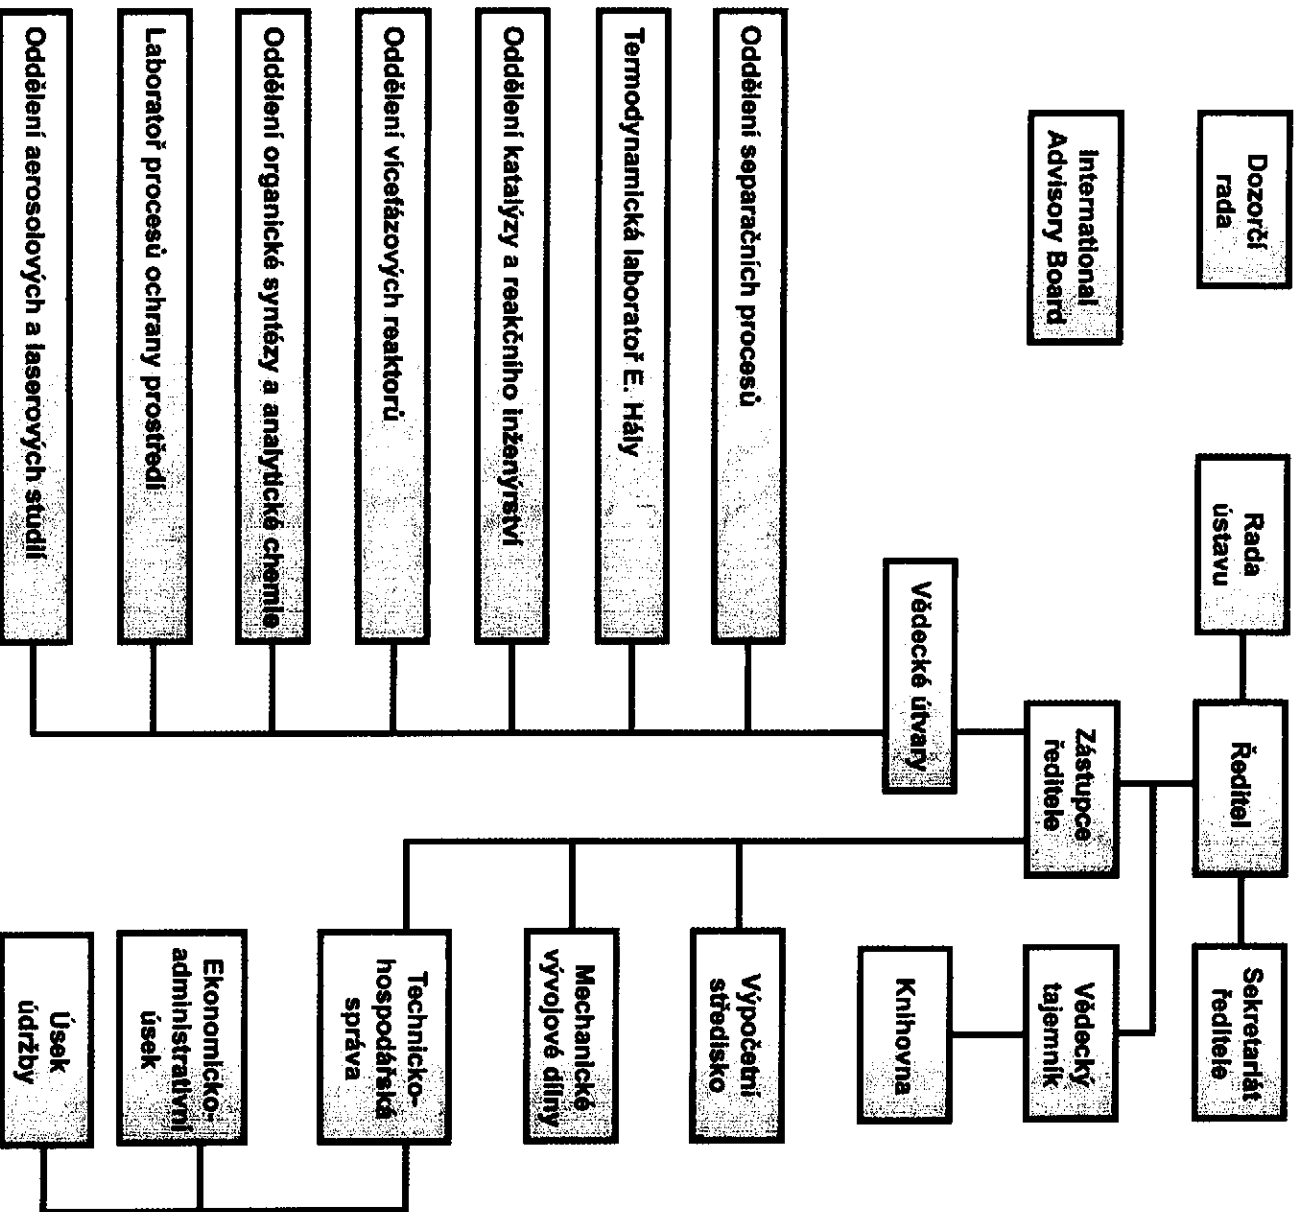 Dozorčí
rada
Rada
ústavu
Ředitel
Sekretariát
ředitele
International
Advisory Board
Zástupce
ředitele
Vědecký
tajemník
Vědecké útvary
Knihovna
Oddělení separačních procesů
Termodynamická laboratoř E. Hály
Oddělení katalýzy a reakčního inženýrství
Oddělení vícefázových reaktorů
Oddělení organické syntézy a analytické chemie
Laboratoř procesů ochrany prostředí
Oddělení aerosolových a laserových studií
Výpočetní
středisko
Mechanické
vývojové dílny
Technicko-
hospodářská
správa
Ekonomicko-
administrativní
úsek
Úsek
údržby